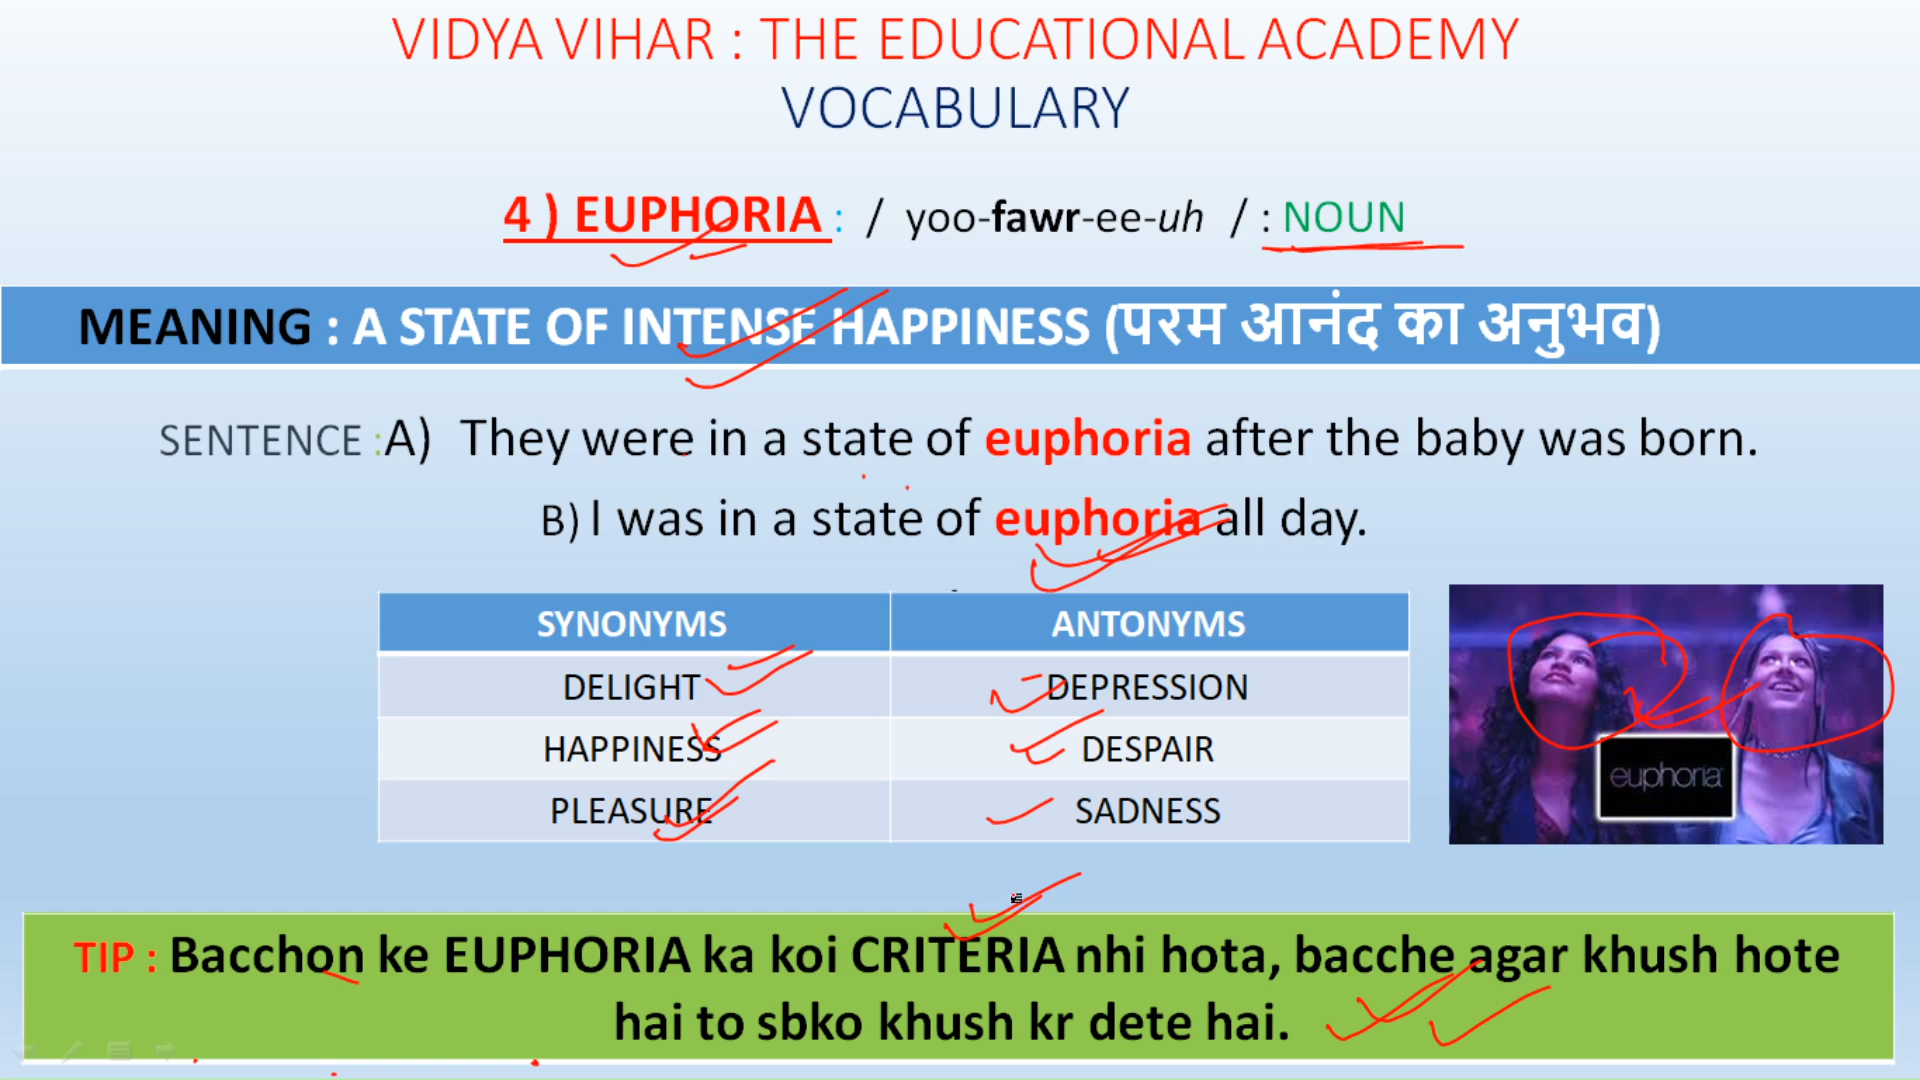 VIDYA VIHAR : THE EDUCATIONAL ACADEMY
VOCABULARY
4 ) EUPHORIA : / yoo-fawr-ee-uh / : NOUN
MEANING : A STATE OF INTENSE HAPPINESS (परम आनंद का अनुभव)
SENTENCE :A) They were in a state of euphoria after the baby was born.
B) I was in a state of euphoria all day.
SYNONYMS ANTONYMS
DELIGHT DEPRESSION
HAPPINESS DESPAIR
PLEASURE SADNESS
euphoria
TIP : Bacchon ke EUPHORIA ka koi CRITERIA nhi hota, bacche agar khush hote
hai to sbko khush kr dete hai.